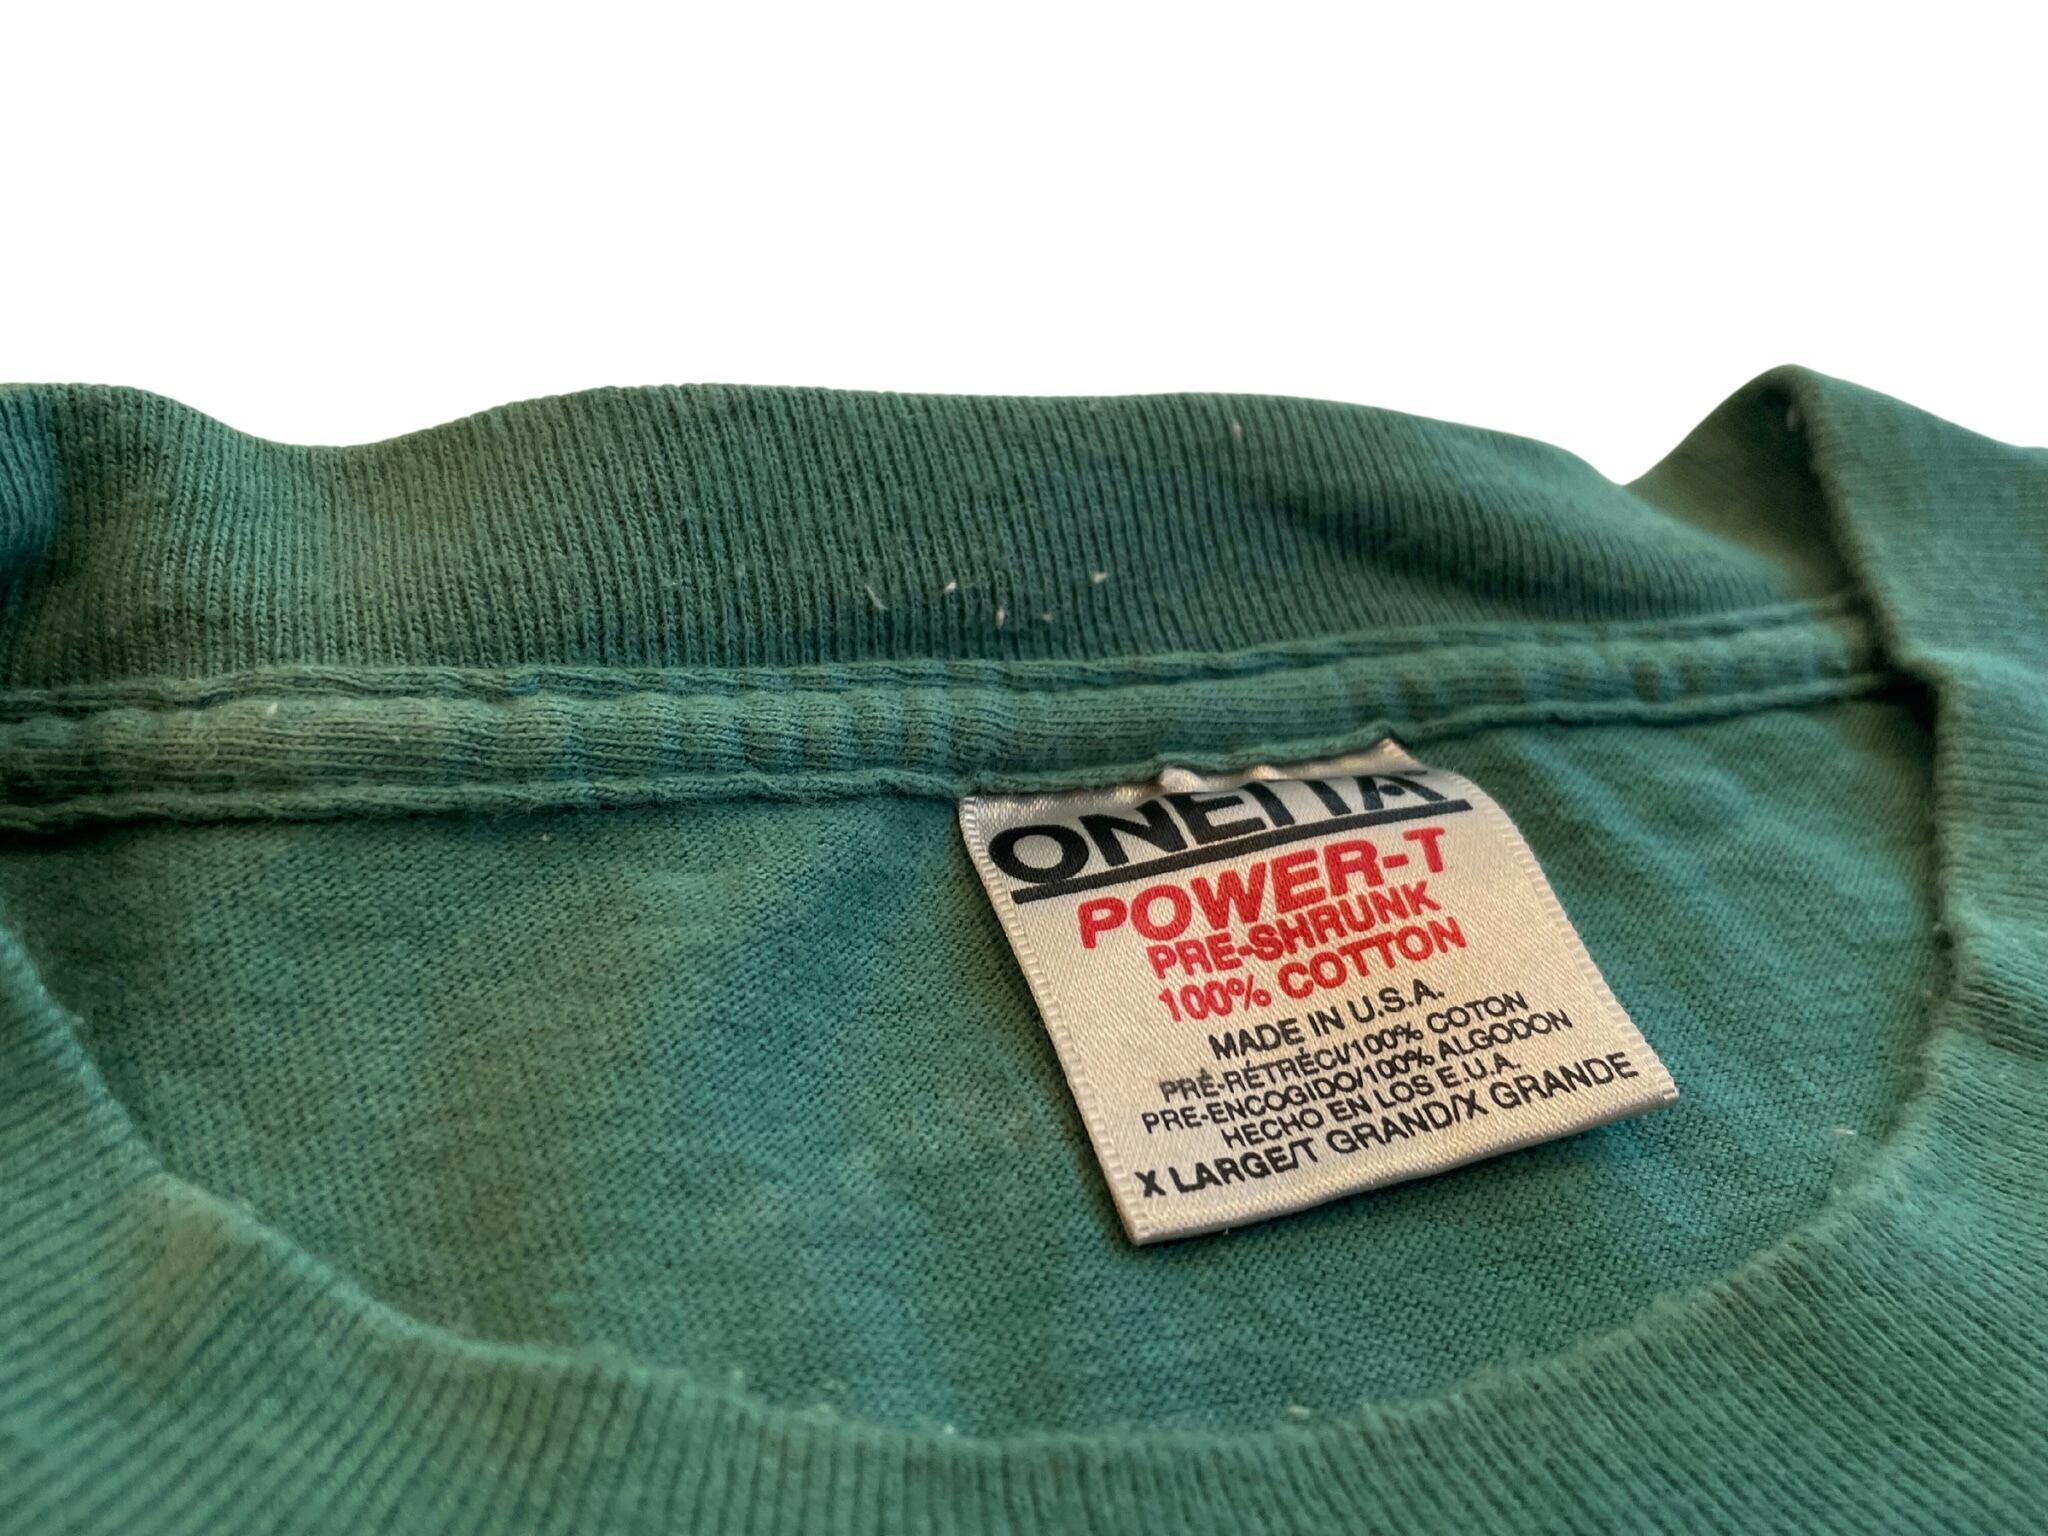 ONEITA
POWER-T
PRE-SHRUNK
100% COTTON
MADE IN U.S.A.
PRÉ-RÉTRÉCI/100% COTON
PRE-ENCOGIDO/100% ALGODON
HECHO EN LOS E.U.A.
X LARGE/T GRAND/X GRANDE